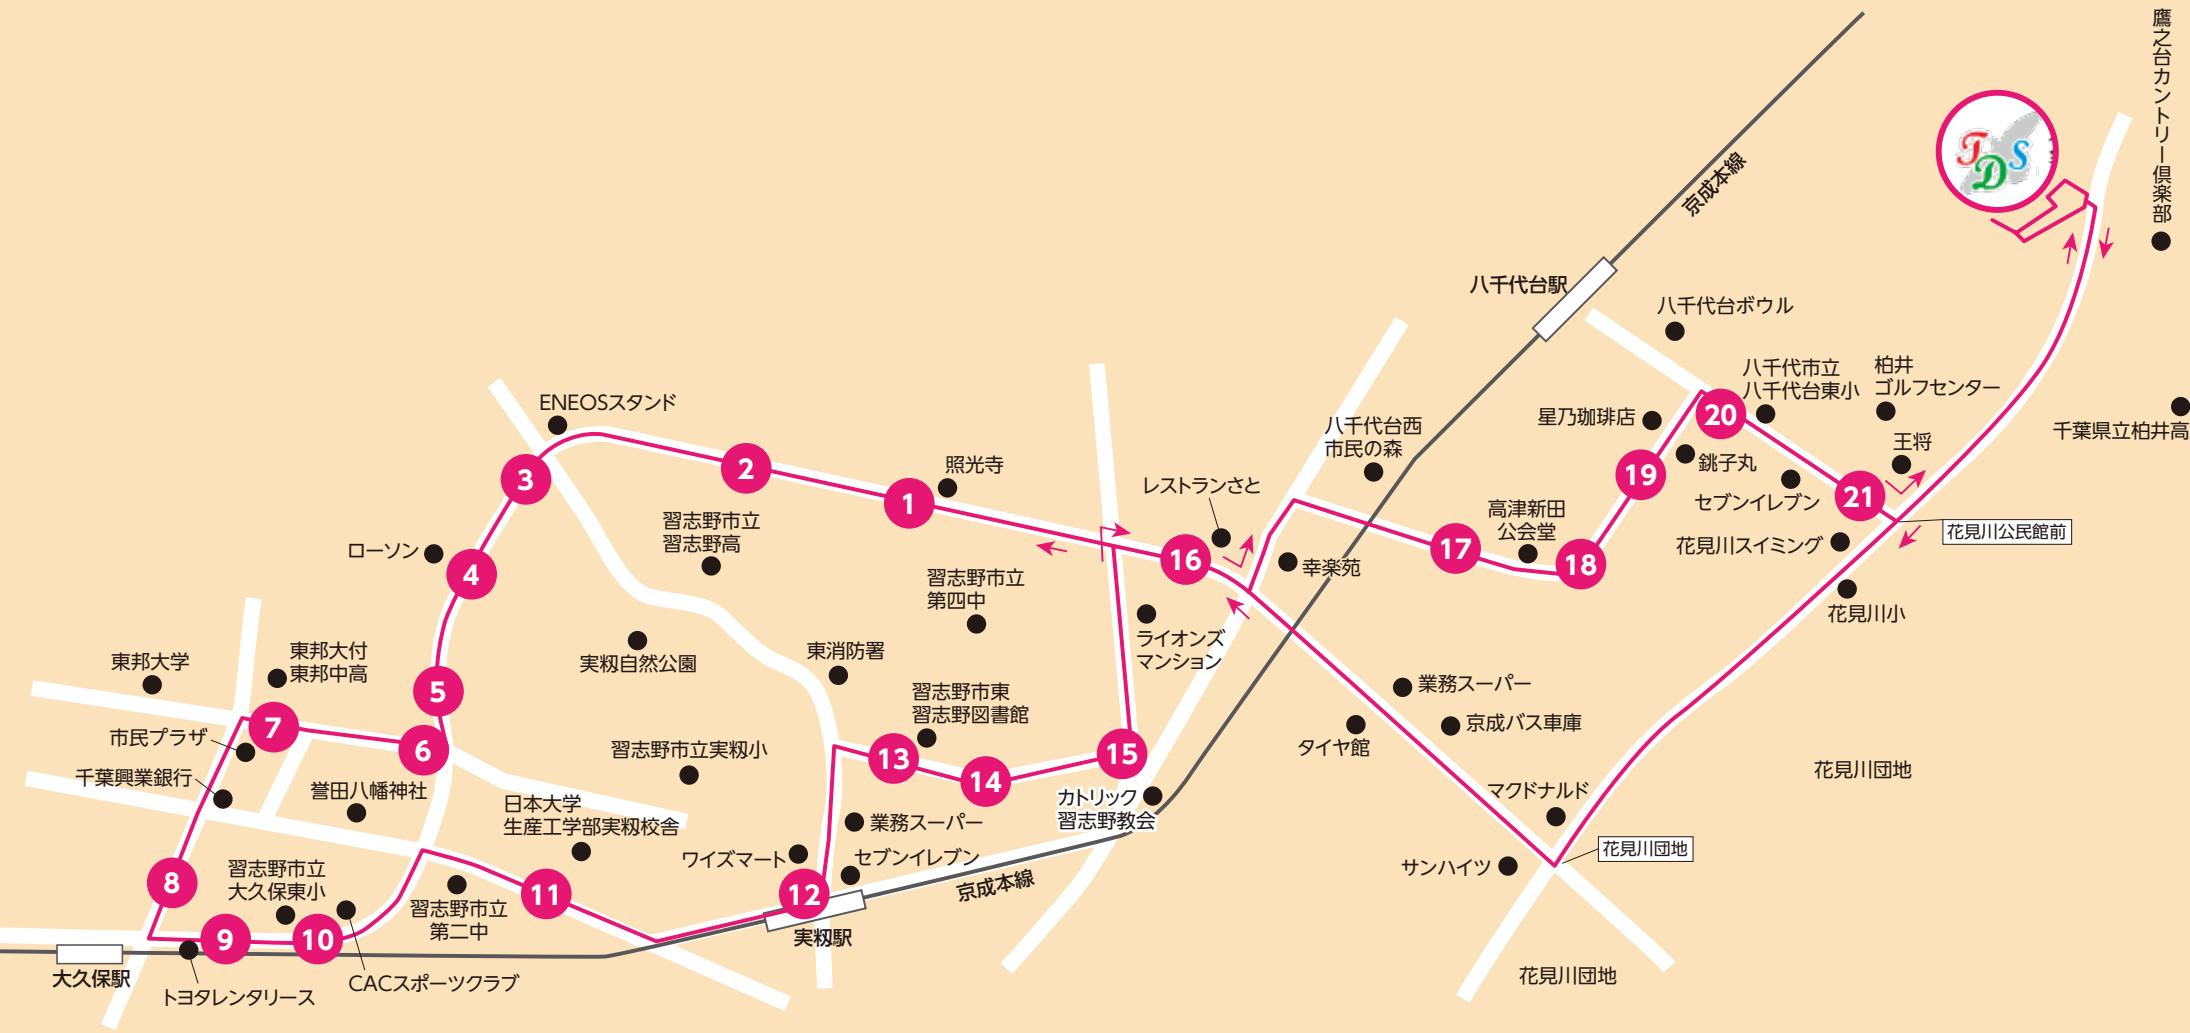 鷹之台カントリー倶楽部
TDS
京成本線
八千代台駅
八千代台ボウル
八千代市立
八千代台東小
柏井
ゴルフセンター
千葉県立柏井高
王将
星乃珈琲店
銚子丸
セブンイレブン
花見川スイミング
花見川公民館前
花見川小
20
19
21
18
17
高津新田
公会堂
八千代台西
市民の森
レストランさと
幸楽苑
16
ENEOSスタンド
3
2
1
照光寺
習志野市立
習志野高
ローソン
4
習志野市立
第四中
ライオンズ
マンション
実籾自然公園
東消防署
習志野市東
習志野図書館
13
14
15
カトリック
習志野教会
東邦大学
東邦大付
東邦中高
5
7
6
市民プラザ
千葉興業銀行
誉田八幡神社
習志野市立実籾小
日本大学
生産工学部実籾校舎
業務スーパー
ワイズマート
セブンイレブン
京成本線
8
習志野市立
大久保東小
9
10
習志野市立
第二中
11
12
実籾駅
大久保駅
トヨタレンタリース
CACスポーツクラブ
業務スーパー
京成バス車庫
タイヤ館
花見川団地
マクドナルド
花見川団地
サンハイツ
花見川団地